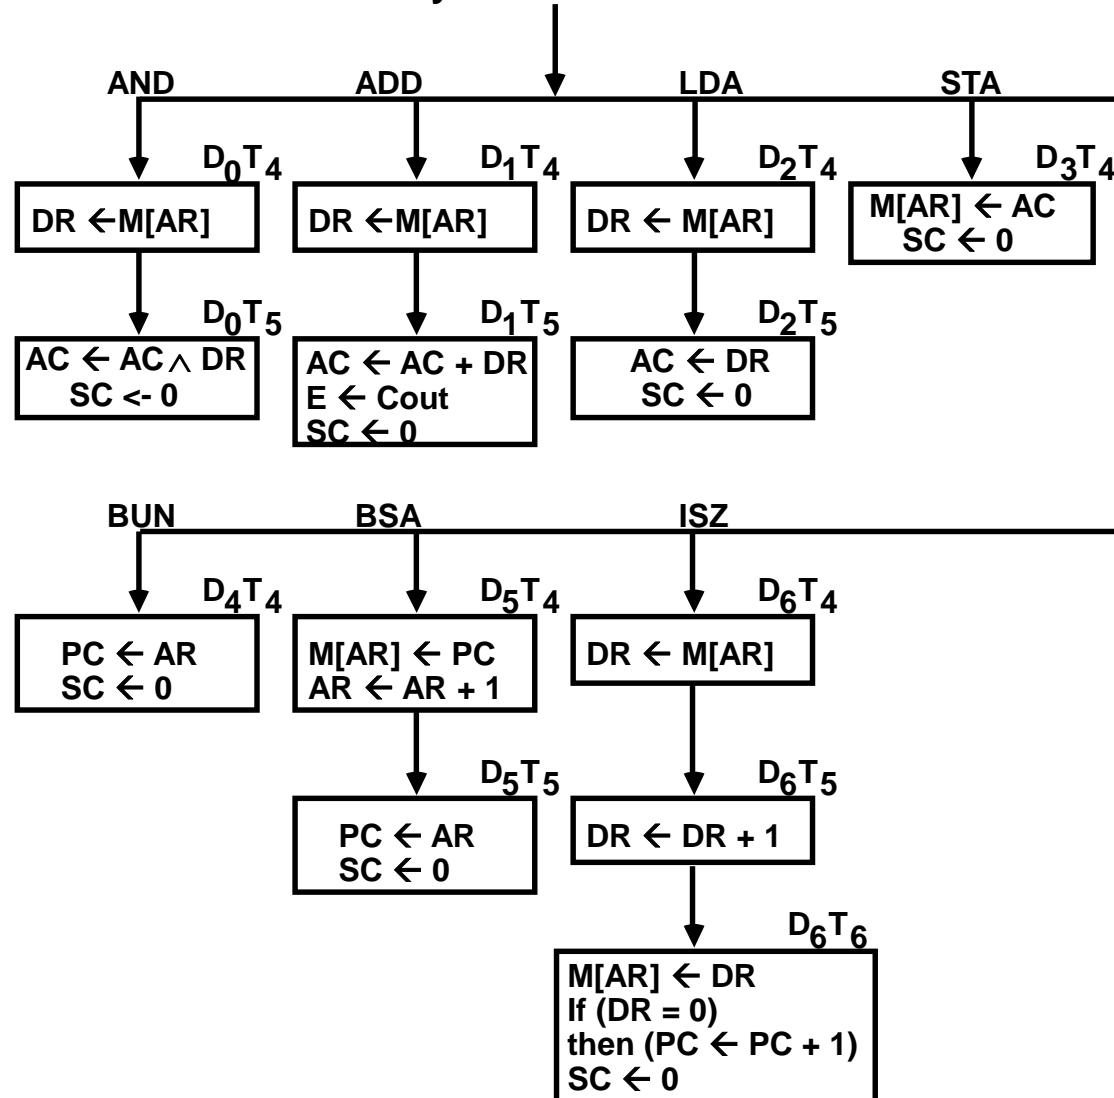 AND ADD LDA STA
D0T4 D1T4 D2T4 D3T4
DR ←M[AR] DR ←M[AR] DR ← M[AR] M[AR] ← AC
SC ← 0
D0T5 D1T5 D2T5
AC ← AC ∧ DR
SC <- 0
AC ← AC + DR
E ← Cout
SC ← 0
AC ← DR
SC ← 0
BUN BSA ISZ
D4T4 D5T4 D6T4
PC ← AR
SC ← 0
M[AR] ← PC
AR ← AR + 1
DR ← M[AR]
D5T5 D6T5
PC ← AR
SC ← 0
DR ← DR + 1
D6T6
M[AR] ← DR
If (DR = 0)
then (PC ← PC + 1)
SC ← 0